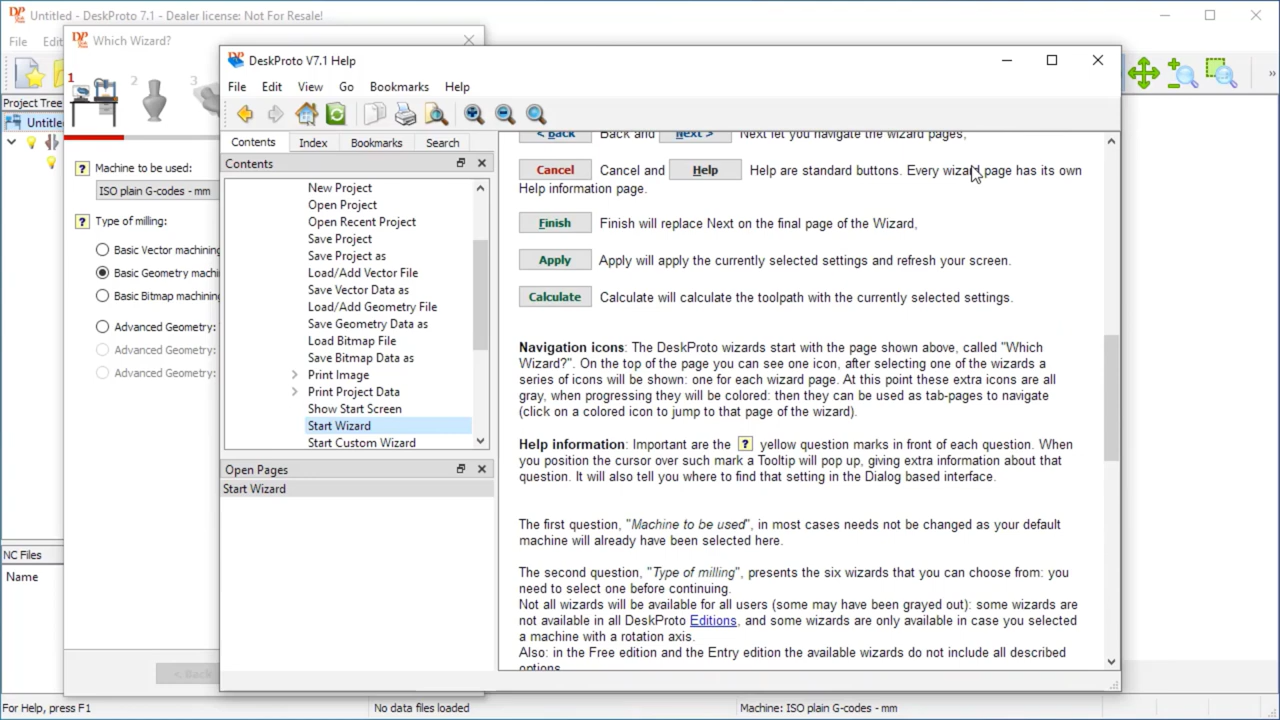 Untitled - DeskProto 7.1 - Dealer license: Not For Resale!
File Edi
Which Wizard?
1 2 3
Project Tree
Untitle
Machine to be used:
ISO plain G-codes - mm
Type of milling:
Basic Vector machining
Basic Geometry machi
Basic Bitmap machining
Advanced Geometry:
Advanced Geometry:
Advanced Geometry:
< Back
NC Files
Name
DeskProto V7.1 Help
File Edit View Go Bookmarks Help
Contents Index Bookmarks Search
Contents
New Project
Open Project
Open Recent Project
Save Project
Save Project as
Load/Add Vector File
Save Vector Data as
Load/Add Geometry File
Save Geometry Data as
Load Bitmap File
Save Bitmap Data as
Print Image
Print Project Data
Show Start Screen
Start Wizard
Start Custom Wizard
Open Pages
Start Wizard
< Back Back and Next > Next let you navigate the wizard pages,
Cancel Cancel and Help Help are standard buttons. Every wizard page has its own
Help information page.
Finish Finish will replace Next on the final page of the Wizard,
Apply Apply will apply the currently selected settings and refresh your screen.
Calculate Calculate will calculate the toolpath with the currently selected settings.
Navigation icons: The DeskProto wizards start with the page shown above, called "Which
Wizard?". On the top of the page you can see one icon, after selecting one of the wizards a
series of icons will be shown: one for each wizard page. At this point these extra icons are all
gray, when progressing they will be colored: then they can be used as tab-pages to navigate
(click on a colored icon to jump to that page of the wizard).
Help information: Important are the ? yellow question marks in front of each question. When
you position the cursor over such mark a Tooltip will pop up, giving extra information about that
question. It will also tell you where to find that setting in the Dialog based interface.
The first question, "Machine to be used", in most cases needs not be changed as your default
machine will already have been selected here.
The second question, "Type of milling", presents the six wizards that you can choose from: you
need to select one before continuing.
Not all wizards will be available for all users (some may have been grayed out): some wizards are
not available in all DeskProto Editions, and some wizards are only available in case you selected
a machine with a rotation axis.
Also: in the Free edition and the Entry edition the available wizards do not include all described
options.
For Help, press F1
No data files loaded
Machine: ISO plain G-codes - mm